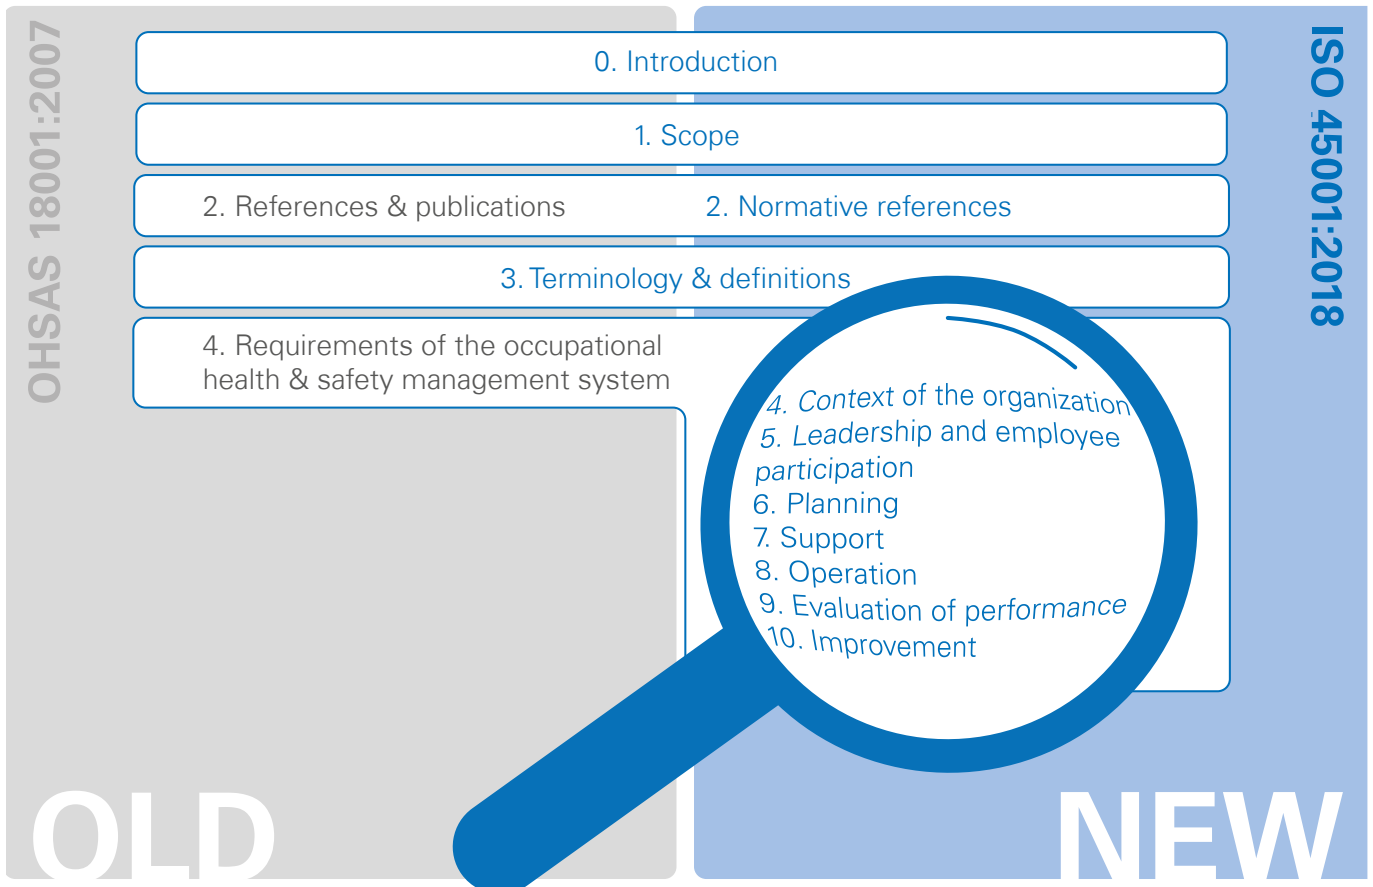 OHSAS 18001:2007
ISO 45001:2018
0. Introduction
1. Scope
2. References & publications
2. Normative references
3. Terminology & definitions
4. Requirements of the occupational
health & safety management system
4. Context of the organization
5. Leadership and employee
participation
6. Planning
7. Support
8. Operation
9. Evaluation of performance
10. Improvement
OLD
NEW